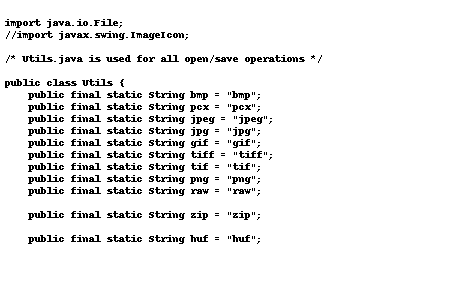 import java.io.File;
//import javax.swing.ImageIcon;
/* Utils.java is used for all open/save operations */
public class Utils {
public final static String bmp = "bmp";
public final static String pcx = "pcx";
public final static String jpeg = "jpeg";
public final static String jpg = "jpg";
public final static String gif = "gif";
public final static String tiff = "tiff";
public final static String tif = "tif";
public final static String png = "png";
public final static String raw = "raw";
public final static String zip = "zip";
public final static String huf = "huf";